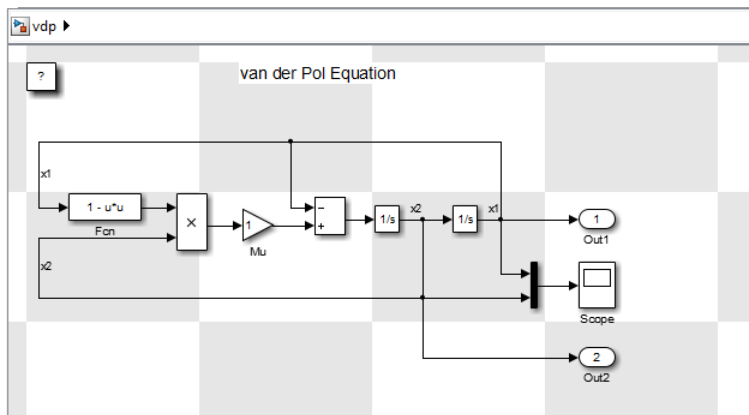 vdp
?
van der Pol Equation
x1
1 - u*u
Fcn
×
1
Mu
−
+
1/s
x2
1/s
x1
1
Out1
x2
Scope
2
Out2